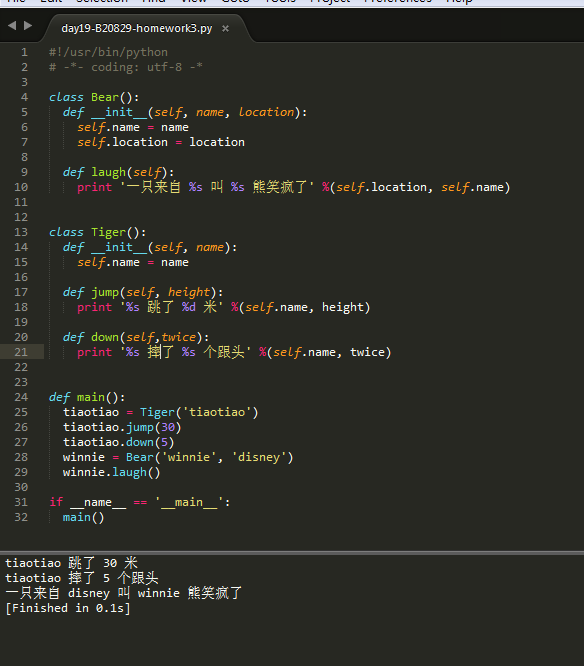 day19-B20829-homework3.py ×
1 #!/usr/bin/python
2 # -*- coding: utf-8 -*
3
4 class Bear():
5   def __init__(self, name, location):
6     self.name = name
7     self.location = location
8
9   def laugh(self):
10     print '一只来自 %s 叫 %s 熊笑疯了' %(self.location, self.name)
11
12
13 class Tiger():
14   def __init__(self, name):
15     self.name = name
16
17   def jump(self, height):
18     print '%s 跳了 %d 米' %(self.name, height)
19
20   def down(self,twice):
21     print '%s 摔了 %s 个跟头' %(self.name, twice)
22
23
24 def main():
25   tiaotiao = Tiger('tiaotiao')
26   tiaotiao.jump(30)
27   tiaotiao.down(5)
28   winnie = Bear('winnie', 'disney')
29   winnie.laugh()
30
31 if __name__ == '__main__':
32   main()
tiaotiao 跳了 30 米
tiaotiao 摔了 5 个跟头
一只来自 disney 叫 winnie 熊笑疯了
[Finished in 0.1s]